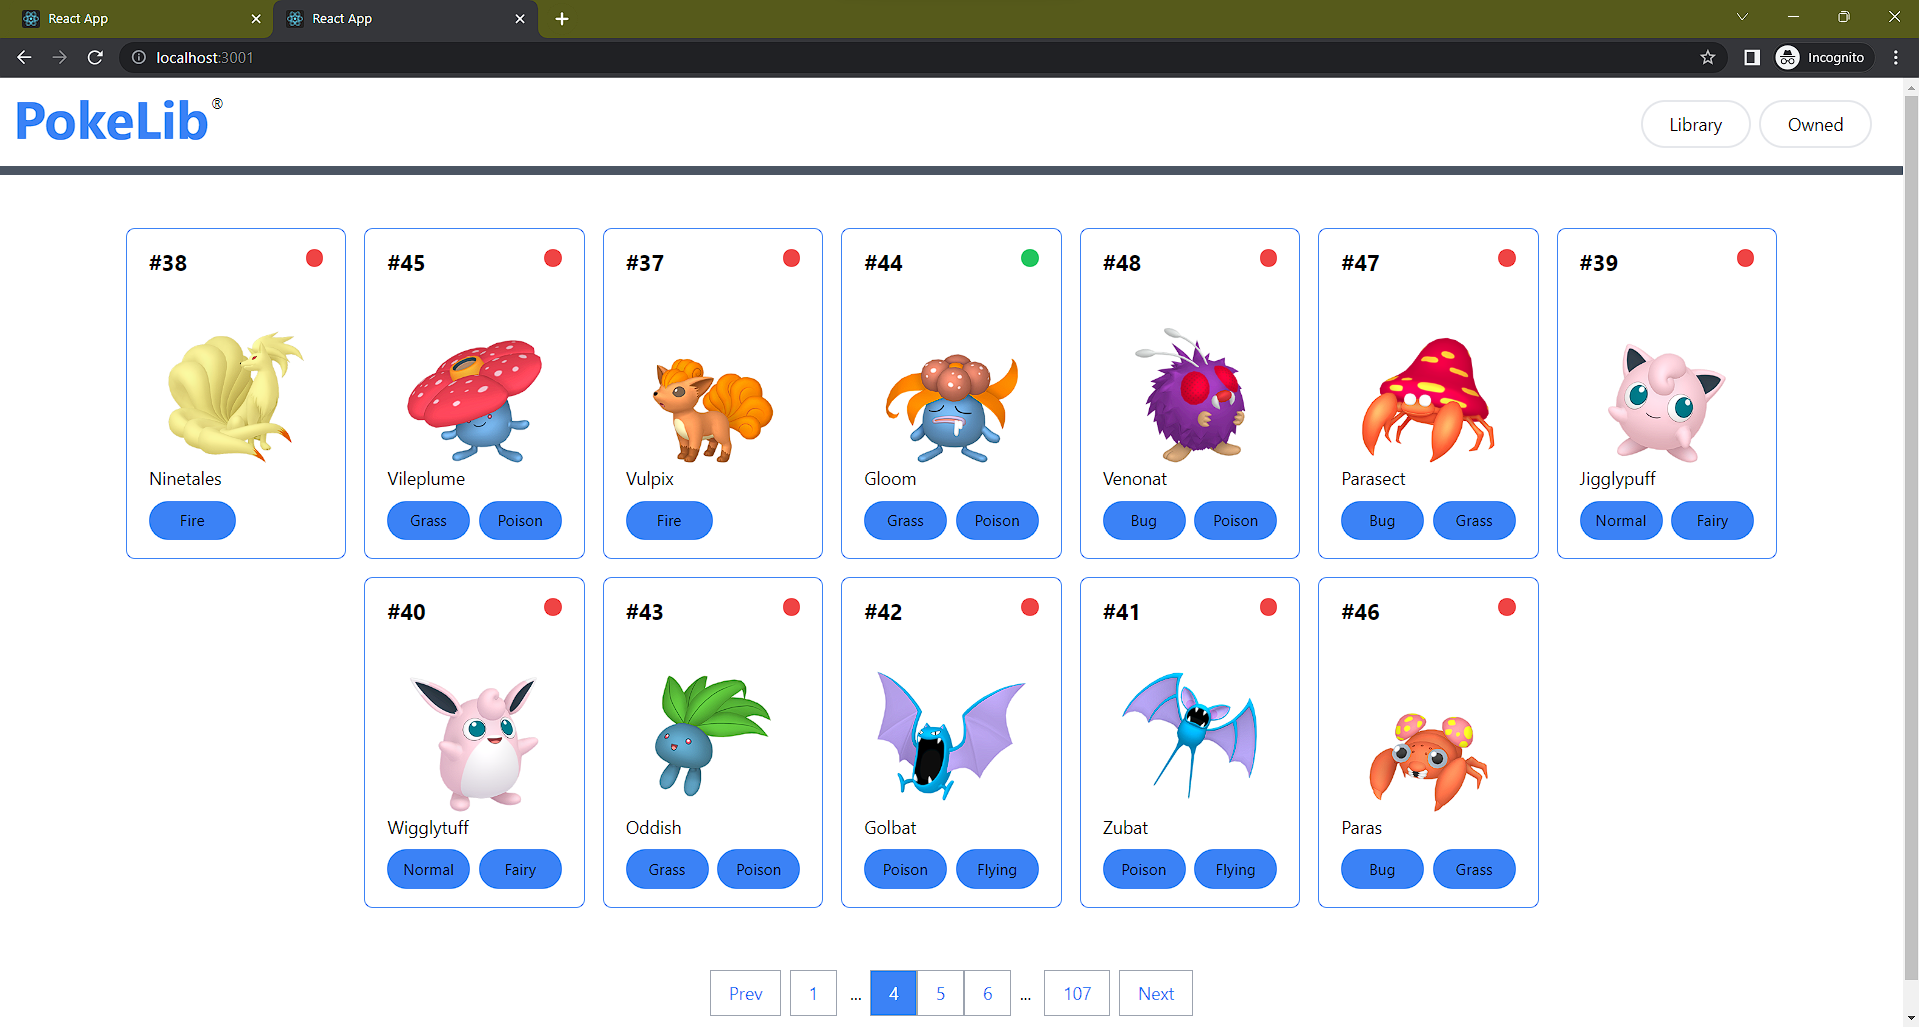 React App
React App
localhost:3001
Incognito
PokeLib®
Library
Owned
#38
Ninetales
Fire
#45
Vileplume
Grass Poison
#37
Vulpix
Fire
#44
Gloom
Grass Poison
#48
Venonat
Bug Poison
#47
Parasect
Bug Grass
#39
Jigglypuff
Normal Fairy
#40
Wigglytuff
Normal Fairy
#43
Oddish
Grass Poison
#42
Golbat
Poison Flying
#41
Zubat
Poison Flying
#46
Paras
Bug Grass
Prev 1 ... 4 5 6 ... 107 Next